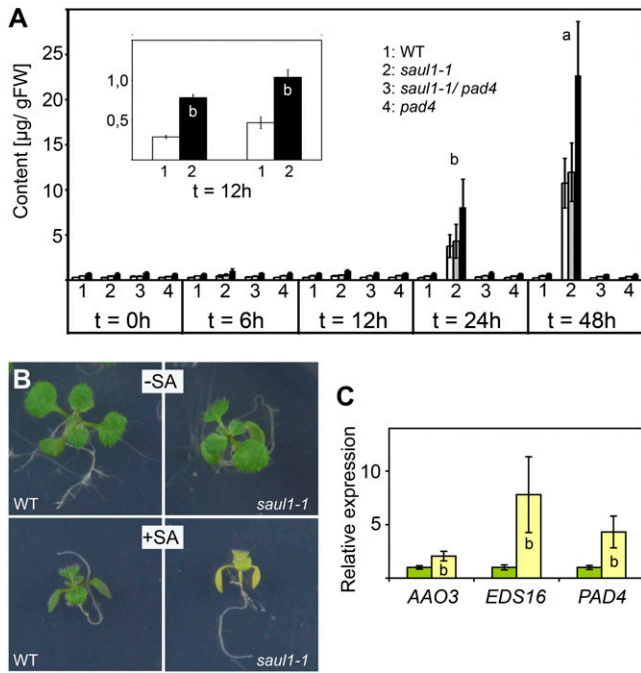 A
Content [µg/ gFW]
25
20
15
10
5
1,0
0,5
b
b
1 2 1 2
t = 12h
1: WT
2: saul1-1
3: saul1-1/ pad4
4: pad4
b
a
1 2 3 4 1 2 3 4 1 2 3 4 1 2 3 4 1 2 3 4
t = 0h t = 6h t = 12h t = 24h t = 48h
B
-SA
WT saul1-1
+SA
WT saul1-1
C
Relative expression
10
5
b b b
AAO3 EDS16 PAD4